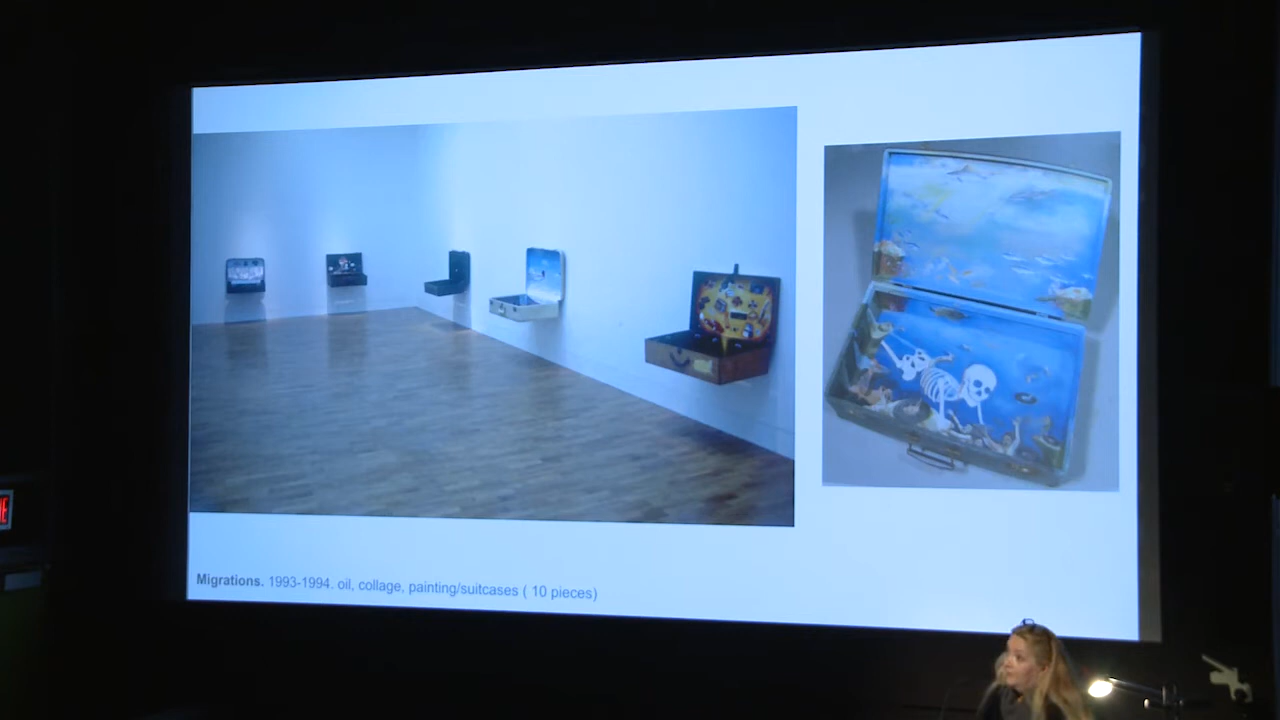 Migrations. 1993-1994. oil, collage, painting/suitcases ( 10 pieces)